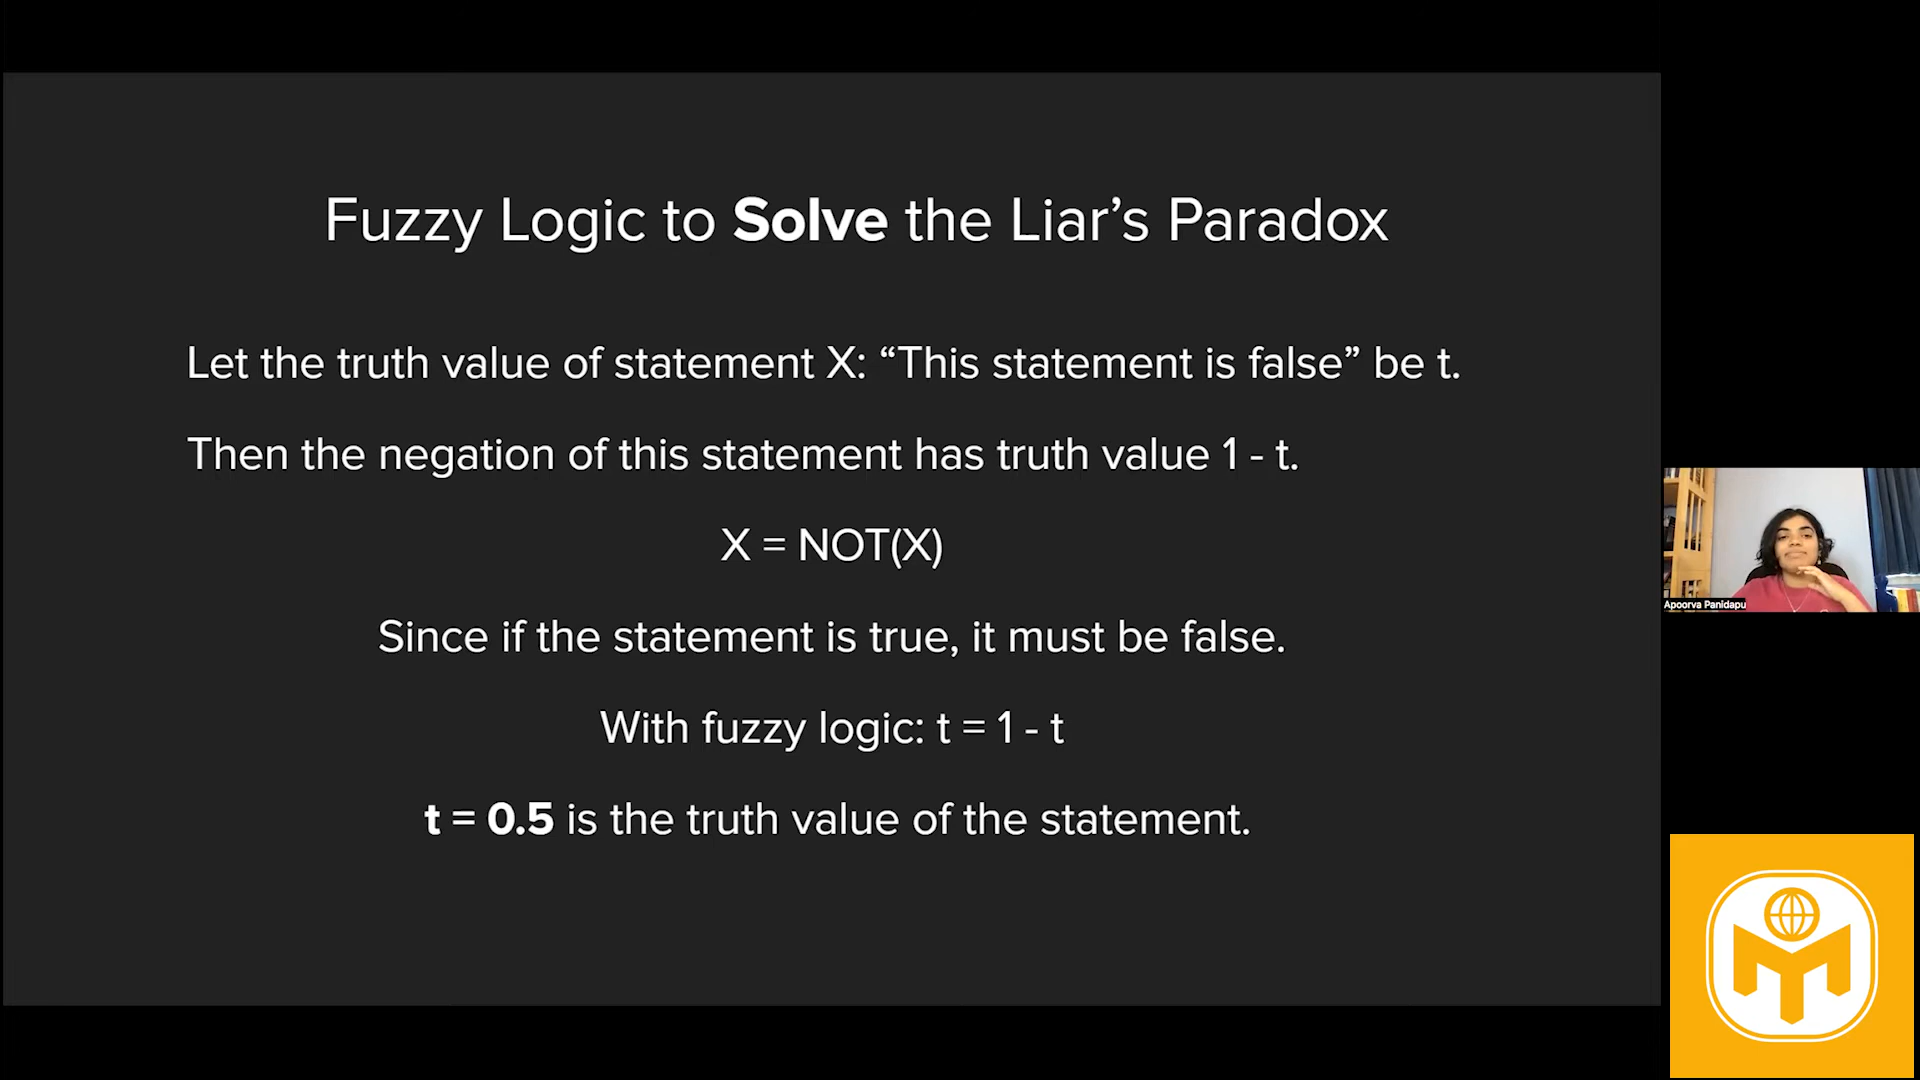 Fuzzy Logic to Solve the Liar’s Paradox
Let the truth value of statement X: “This statement is false” be t.
Then the negation of this statement has truth value 1 - t.
X = NOT(X)
Since if the statement is true, it must be false.
With fuzzy logic: t = 1 - t
t = 0.5 is the truth value of the statement.
Apoorva Panidapu